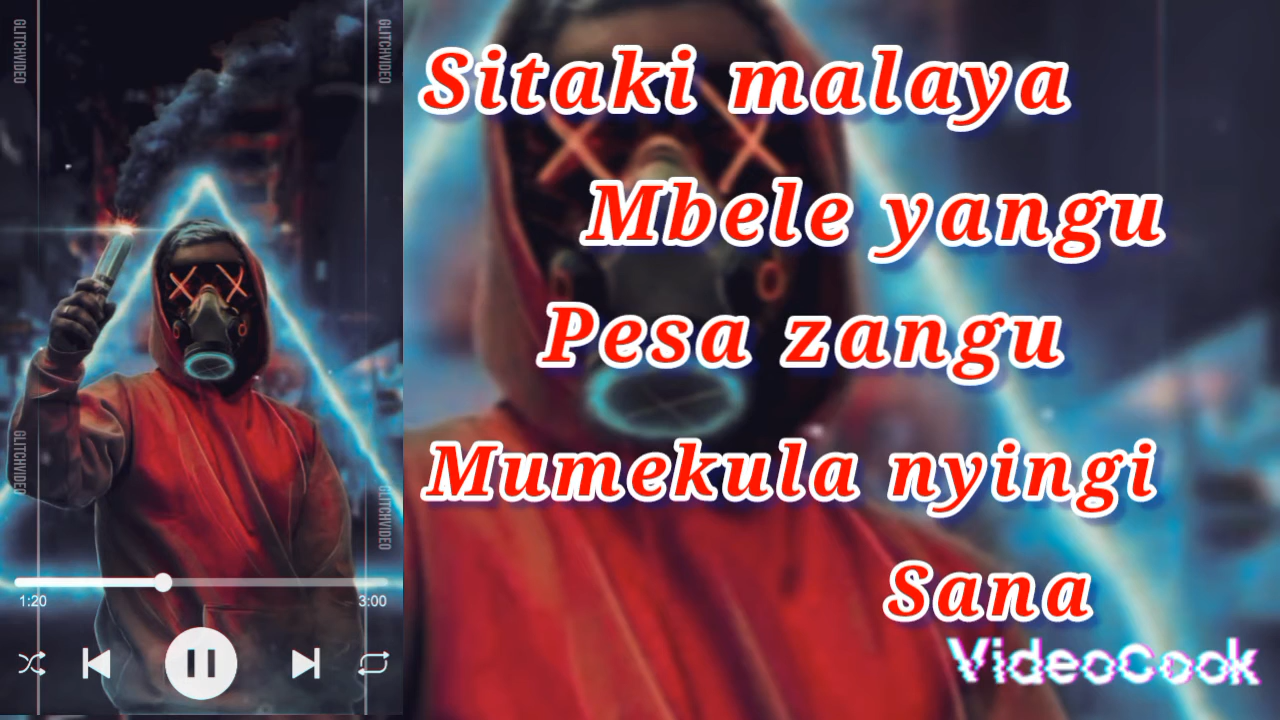 GLITCHVIDEO
GLITCHVIDEO
Sitaki malaya
Mbele yangu
Pesa zangu
Mumekula nyingi
Sana
GLITCHVIDEO
GLITCHVIDEO
1:20
3:00
VideoCook